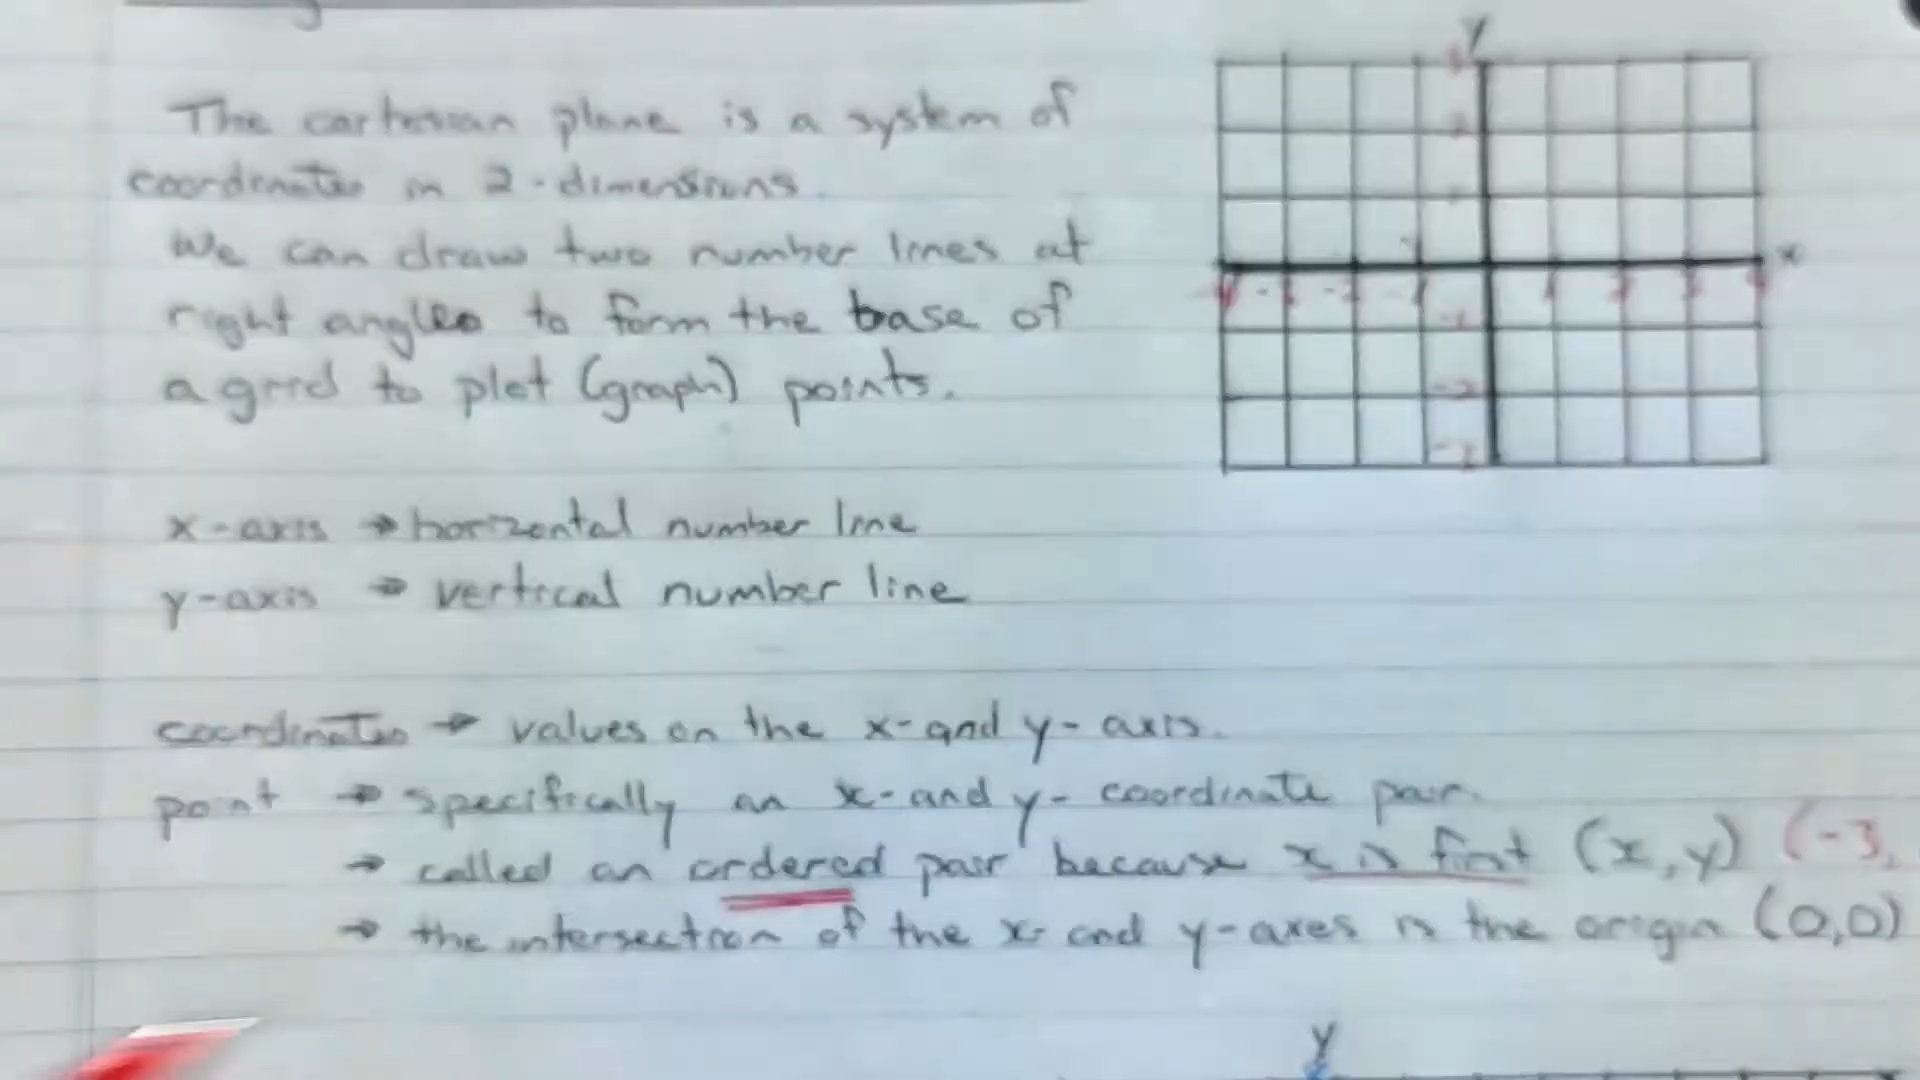 The cartesian plane is a system of
coordinates in 2-dimensions.
We can draw two number lines at
right angles to form the base of
a grid to plot (graph) points.
x-axis → horizontal number line
y-axis → vertical number line
coordinates → values on the x- and y-axis.
point → specifically an x- and y- coordinate pair.
→ called an ordered pair because x is first (x,y) (-3,
→ the intersection of the x- and y-axes is the origin (0,0)
y
x
-1
-2
y